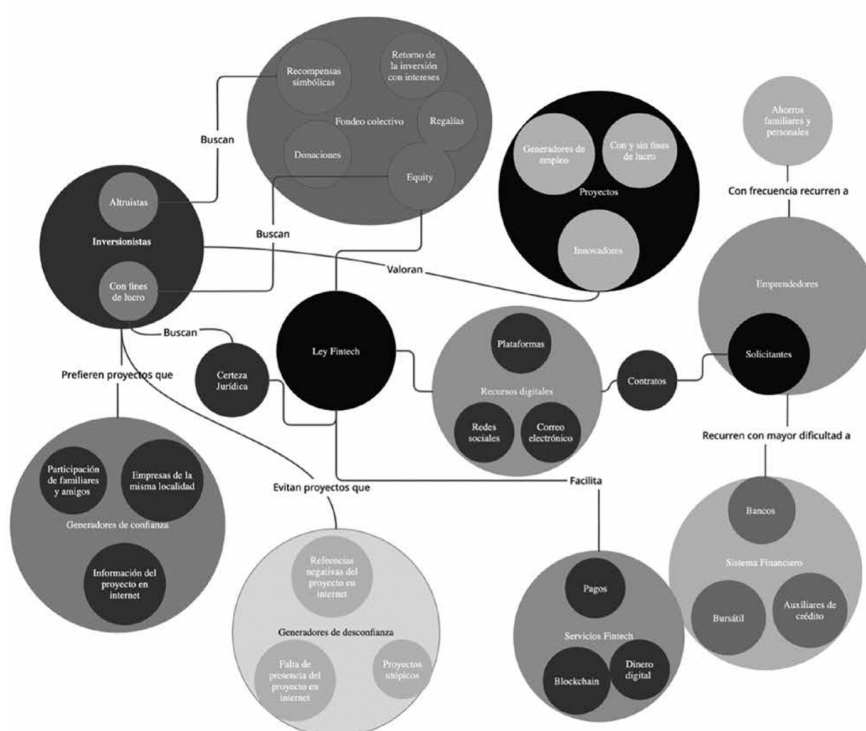 Recompensas
simbólicas
Retorno de
la inversión
con intereses
Fondeo colectivo
Regalías
Donaciones
Equity
Buscan
Altruistas
Inversionistas
Con fines
de lucro
Buscan
Valoran
Generadores de
empleo
Con y sin fines
de lucro
Proyectos
Innovadores
Ahorros
familiares y
personales
Con frecuencia recurren a
Emprendedores
Solicitantes
Buscan
Certeza
Jurídica
Ley Fintech
Plataformas
Recursos digitales
Redes
sociales
Correo
electrónico
Contratos
Prefieren proyectos que
Participación
de familiares
y amigos
Empresas de la
misma localidad
Generadores de confianza
Información del
proyecto en
internet
Evitan proyectos que
Referencias
negativas del
proyecto en
internet
Generadores de desconfianza
Falta de
presencia del
proyecto en
internet
Proyectos
utópicos
Facilita
Pagos
Servicios Fintech
Blockchain
Dinero
digital
Recurren con mayor dificultad a
Bancos
Sistema Financiero
Bursátil
Auxiliares de
crédito